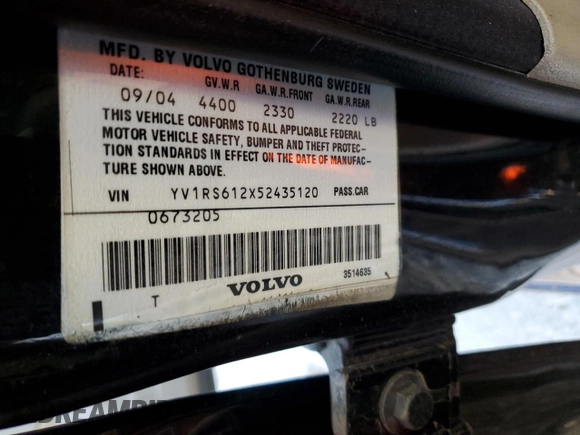 MFD. BY VOLVO GOTHENBURG SWEDEN
DATE: GV.W.R GA.W.R.FRONT GA.W.R.REAR
09/04 4400 2330 2220 LB
THIS VEHICLE CONFORMS TO ALL APPLICABLE FEDERAL
MOTOR VEHICLE SAFETY, BUMPER AND THEFT PROTEC-
TION STANDARDS IN EFFECT ON THE DATE OF MANUFAC-
TURE SHOWN ABOVE.
VIN YV1RS612X52435120 PASS.CAR
0673205
T VOLVO 3514635